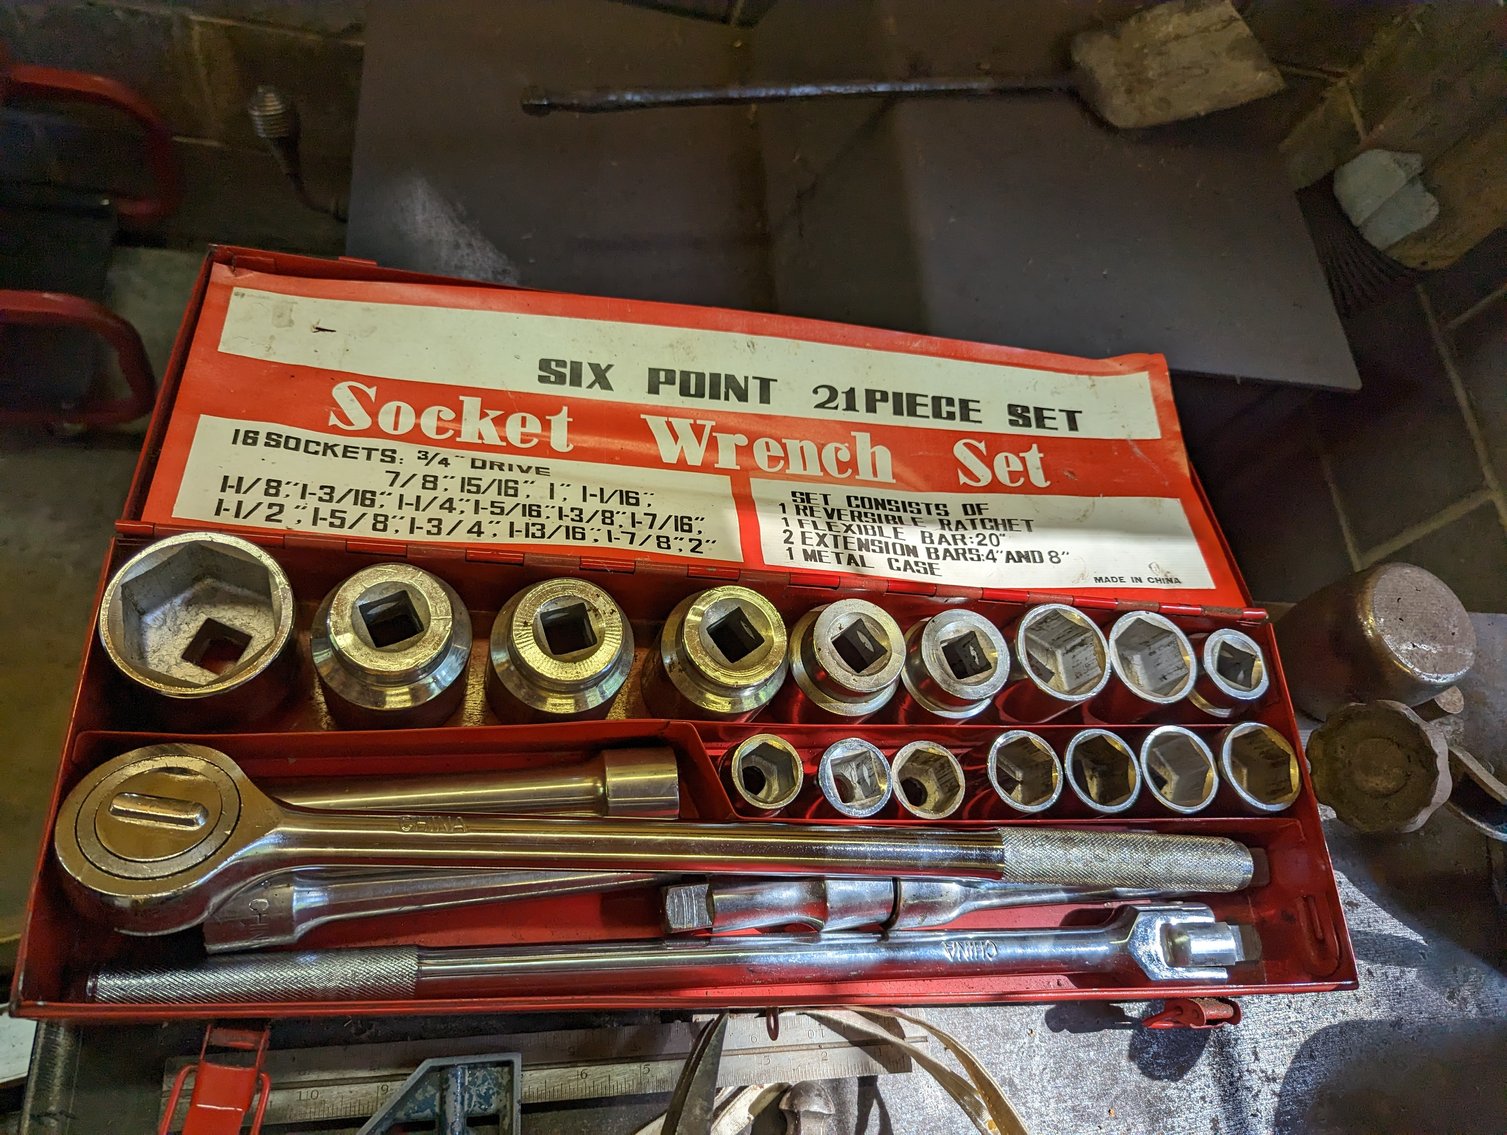 SIX POINT 21 PIECE SET
Socket Wrench Set
16 SOCKETS: 3/4" DRIVE
7/8", 15/16", 1", 1-1/16",
1-1/8", 1-3/16", 1-1/4", 1-5/16", 1-3/8", 1-7/16",
1-1/2", 1-5/8", 1-3/4", 1-13/16", 1-7/8", 2"
SET CONSISTS OF
1 REVERSIBLE RATCHET
1 FLEXIBLE BAR:20"
2 EXTENSION BARS:4"AND 8"
1 METAL CASE
MADE IN CHINA
CHINA
CHINA